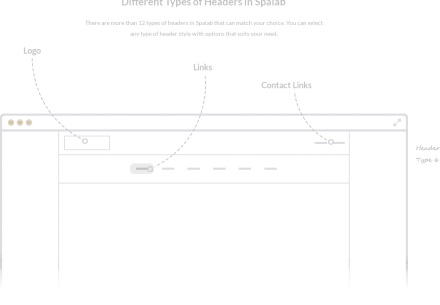 Different Types of Headers in Spalab
There are more than 12 types of headers in Spalab that can match your choice. You can select
any type of header style with options that suits your need.
Logo
Links
Contact Links
Header
Type